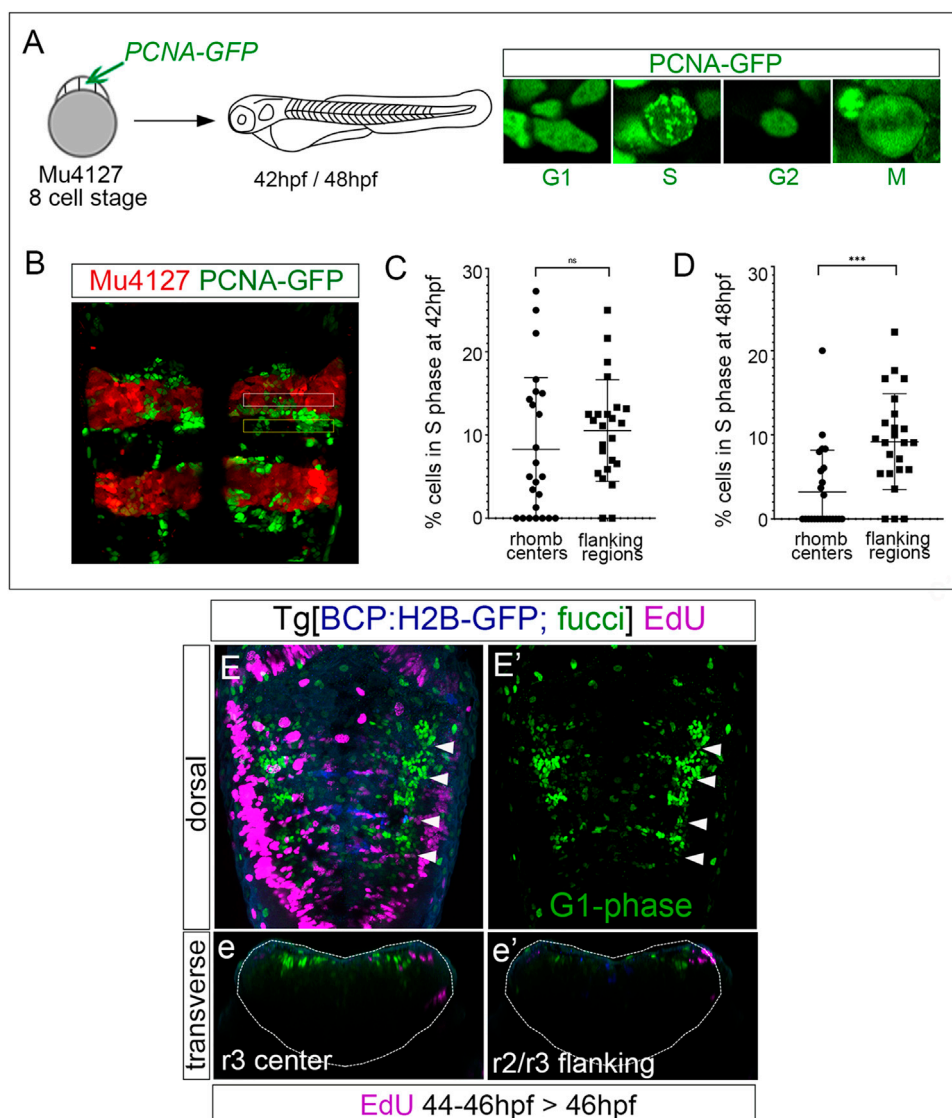 A
PCNA-GFP
Mu4127
8 cell stage
42hpf / 48hpf
PCNA-GFP
G1 S G2 M
B
Mu4127 PCNA-GFP
C
% cells in S phase at 42hpf
30
20
10
0
ns
rhomb centers
flanking regions
D
% cells in S phase at 48hpf
30
20
10
0
***
rhomb centers
flanking regions
Tg[BCP:H2B-GFP; fucci] EdU
dorsal
E
E’
G1-phase
transverse
e
r3 center
e’
r2/r3 flanking
EdU 44-46hpf > 46hpf